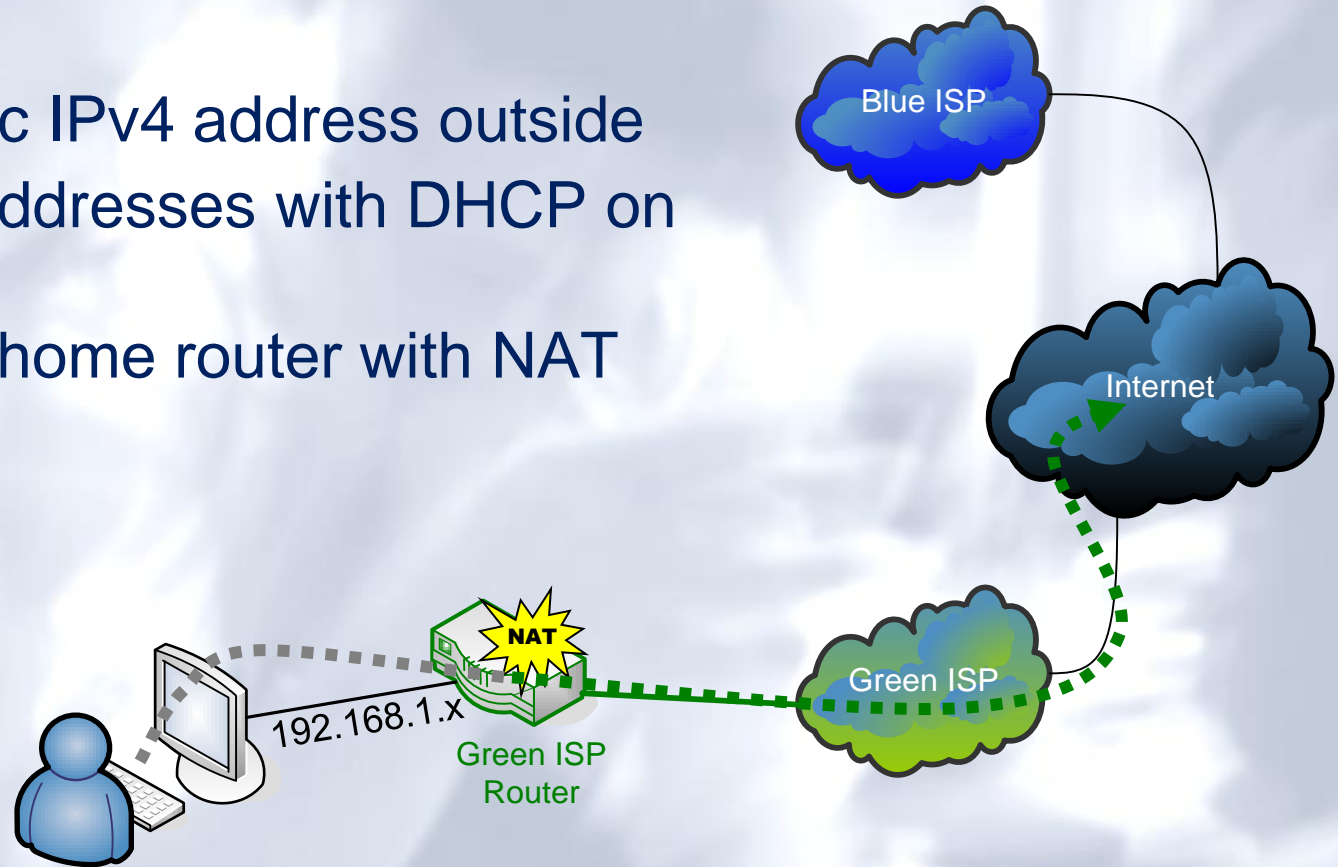 c IPv4 address outside
ddresses with DHCP on
home router with NAT
Blue ISP
Internet
NAT
Green ISP
192.168.1.x
Green ISP
Router